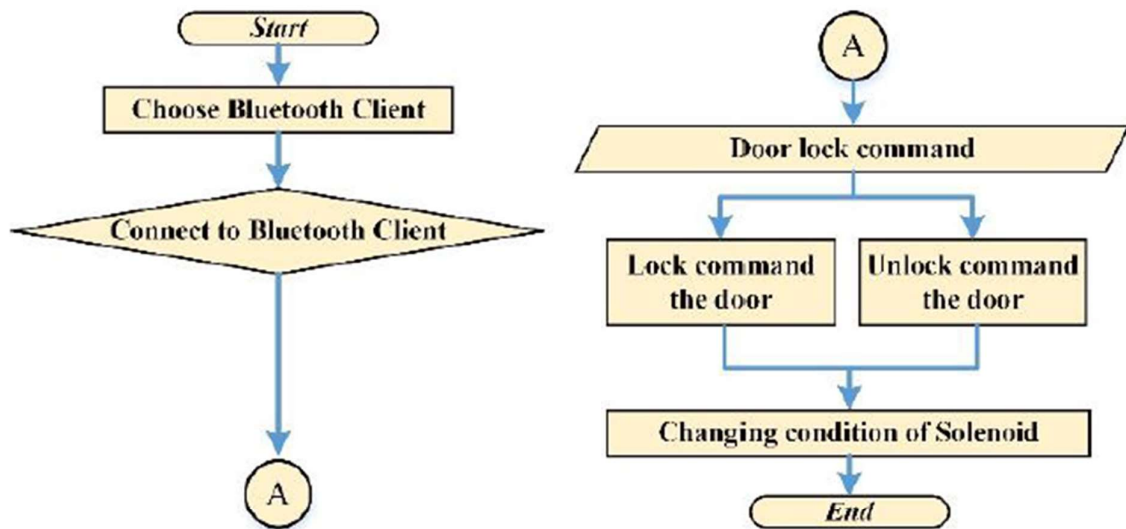 Start
Choose Bluetooth Client
Connect to Bluetooth Client
A
A
Door lock command
Lock command
the door
Unlock command
the door
Changing condition of Solenoid
End